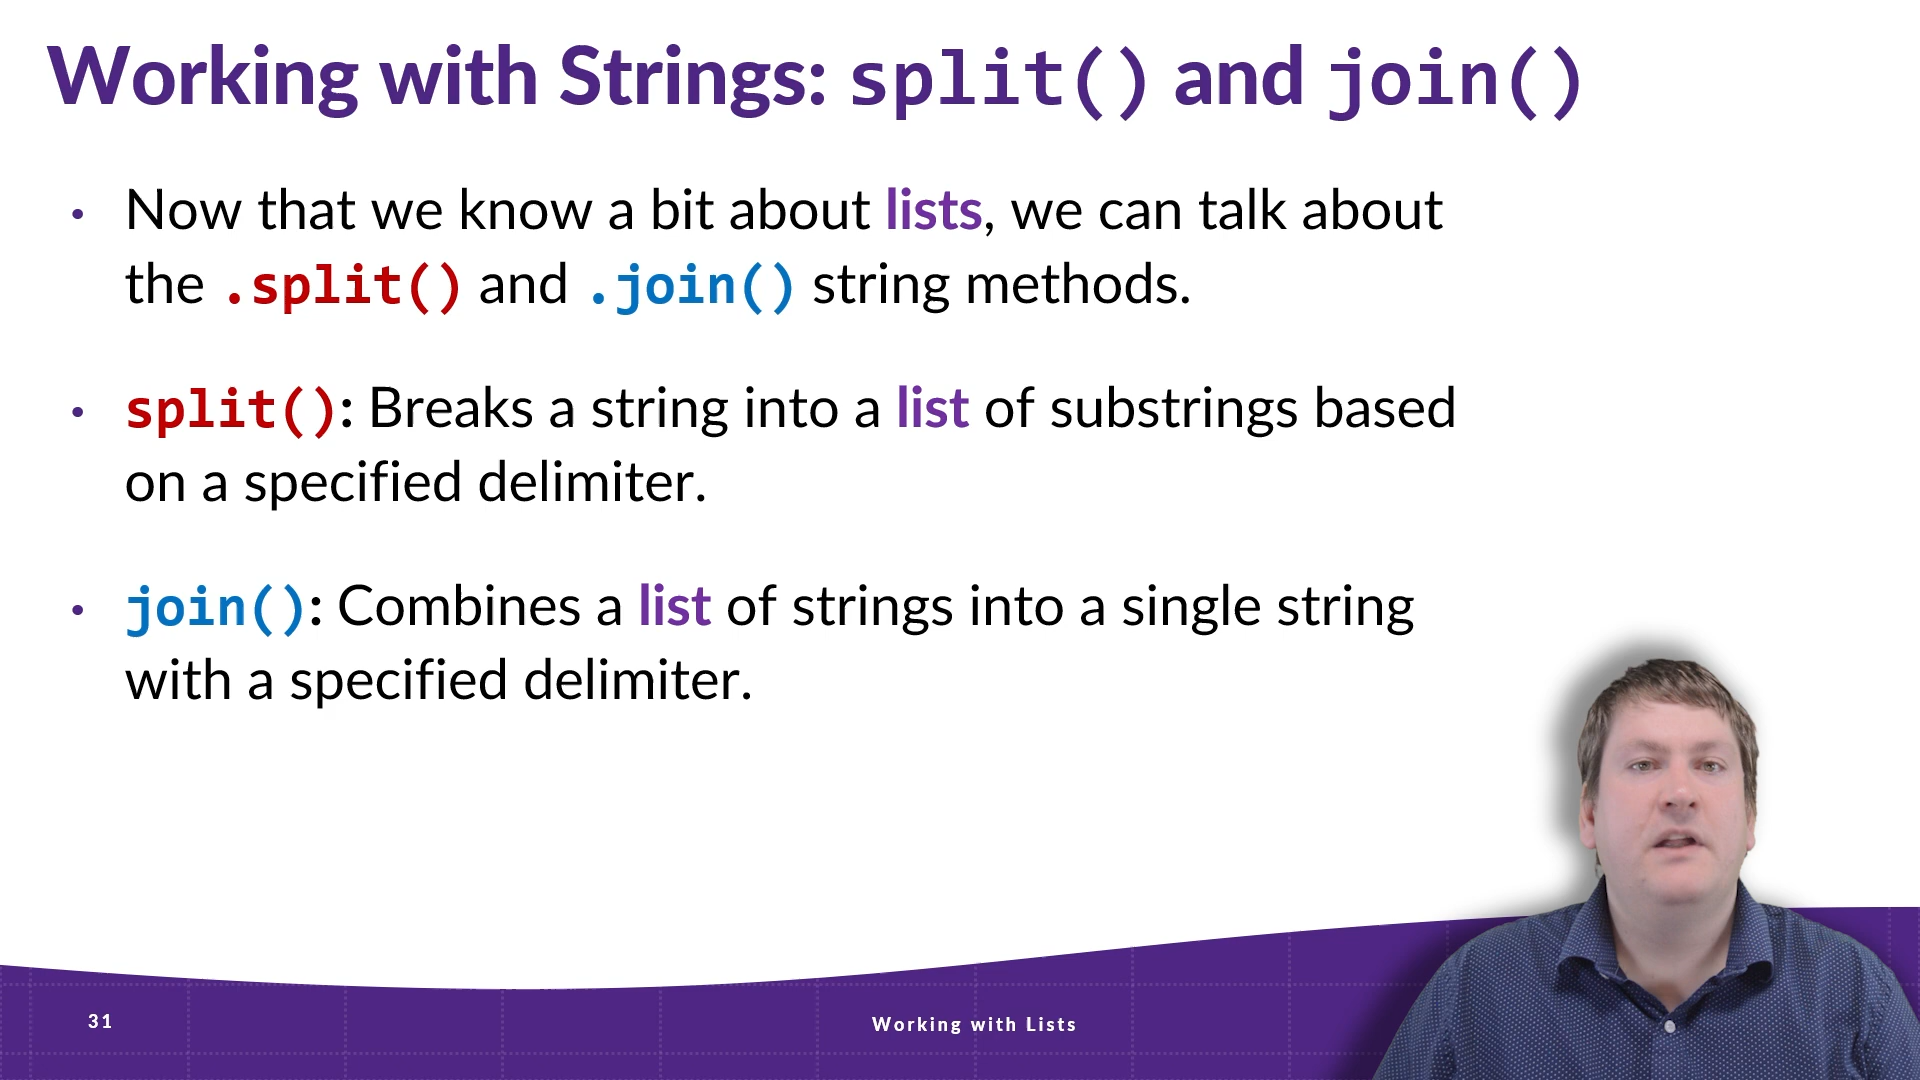 Working with Strings: split() and join()
• Now that we know a bit about lists, we can talk about
the .split() and .join() string methods.
• split(): Breaks a string into a list of substrings based
on a specified delimiter.
• join(): Combines a list of strings into a single string
with a specified delimiter.
31
Working with Lists